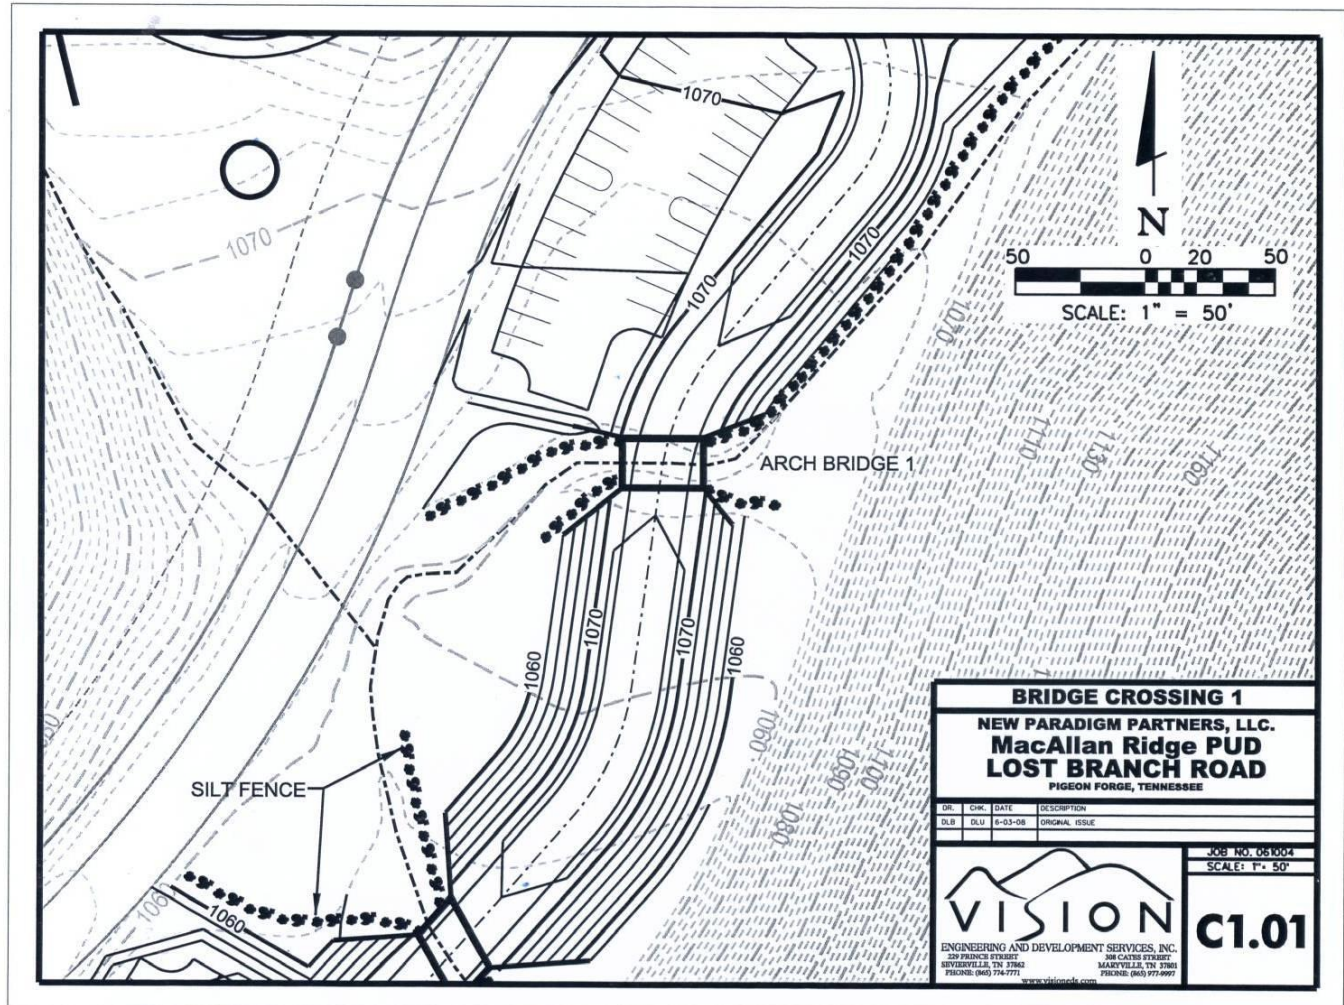 1070
1070
1070
1070
1070
N
50 0 20 50
SCALE: 1" = 50'
1110
1130
1160
ARCH BRIDGE 1
1060
1070
1070
1060
1060
1090
1100
1080
SILT FENCE
1060
1060
BRIDGE CROSSING 1
NEW PARADIGM PARTNERS, LLC.
MacAllan Ridge PUD
LOST BRANCH ROAD
PIGEON FORGE, TENNESSEE
DR. CHK. DATE DESCRIPTION
DLB DLU 6-03-08 ORIGINAL ISSUE
JOB NO. 061004
SCALE: 1"= 50'
VISION
ENGINEERING AND DEVELOPMENT SERVICES, INC.
229 PRINCE STREET
SEVIERVILLE, TN 37862
PHONE: (865) 774-7771
308 CATES STREET
MARYVILLE, TN 37801
PHONE: (865) 977-9997
www.visioneds.com
C1.01